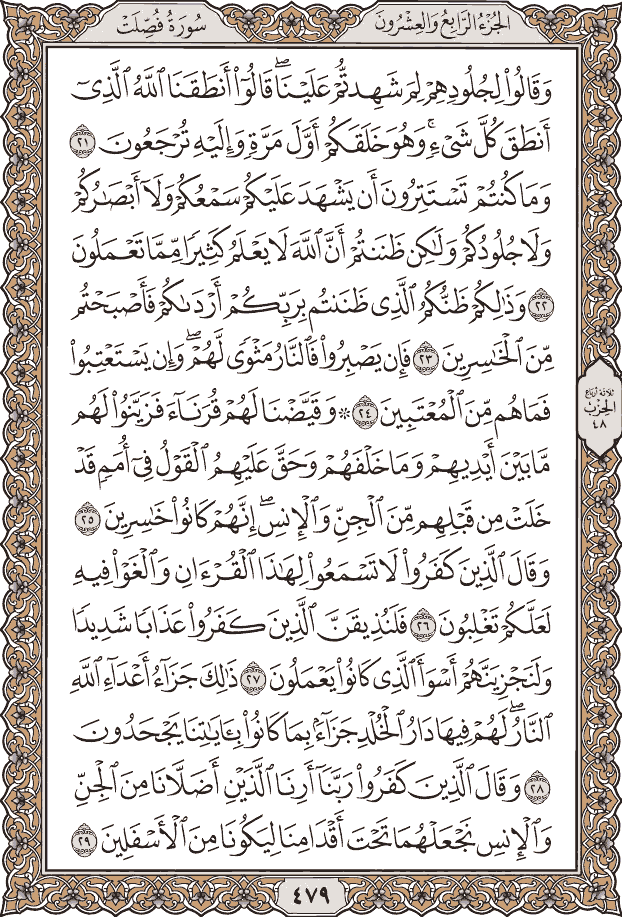 سُورَةُ فُصِّلَت
الجُزْءُ الرَّابِعُ وَالعِشْرُونَ
وَقَالُوا۟ لِجُلُودِهِمْ لِمَ شَهِدتُّمْ عَلَيْنَا ۖ قَالُوٓا۟ أَنطَقَنَا ٱللَّهُ ٱلَّذِىٓ
أَنطَقَ كُلَّ شَىْءٍ ۚ وَهُوَ خَلَقَكُمْ أَوَّلَ مَرَّةٍ وَإِلَيْهِ تُرْجَعُونَ ٢١
وَمَا كُنتُمْ تَسْتَتِرُونَ أَن يَشْهَدَ عَلَيْكُمْ سَمْعُكُمْ وَلَآ أَبْصَـٰرُكُمْ
وَلَا جُلُودُكُمْ وَلَـٰكِن ظَنَنتُمْ أَنَّ ٱللَّهَ لَا يَعْلَمُ كَثِيرًا مِّمَّا تَعْمَلُونَ
٢٢ وَذَٰلِكُمْ ظَنُّكُمُ ٱلَّذِى ظَنَنتُم بِرَبِّكُمْ أَرْدَىٰكُمْ فَأَصْبَحْتُم
مِّنَ ٱلْخَـٰسِرِينَ ٢٣ فَإِن يَصْبِرُوا۟ فَٱلنَّارُ مَثْوًى لَّهُمْ ۖ وَإِن يَسْتَعْتِبُوا۟
فَمَا هُم مِّنَ ٱلْمُعْتَبِينَ ٢٤ ۞ وَقَيَّضْنَا لَهُمْ قُرَنَآءَ فَزَيَّنُوا۟ لَهُم
مَّا بَيْنَ أَيْدِيهِمْ وَمَا خَلْفَهُمْ وَحَقَّ عَلَيْهِمُ ٱلْقَوْلُ فِىٓ أُمَمٍ قَدْ
خَلَتْ مِن قَبْلِهِم مِّنَ ٱلْجِنِّ وَٱلْإِنسِ ۖ إِنَّهُمْ كَانُوا۟ خَـٰسِرِينَ ٢٥
وَقَالَ ٱلَّذِينَ كَفَرُوا۟ لَا تَسْمَعُوا۟ لِهَـٰذَا ٱلْقُرْءَانِ وَٱلْغَوْا۟ فِيهِ
لَعَلَّكُمْ تَغْلِبُونَ ٢٦ فَلَنُذِيقَنَّ ٱلَّذِينَ كَفَرُوا۟ عَذَابًا شَدِيدًا
وَلَنَجْزِيَنَّهُمْ أَسْوَأَ ٱلَّذِى كَانُوا۟ يَعْمَلُونَ ٢٧ ذَٰلِكَ جَزَآءُ أَعْدَآءِ ٱللَّهِ
ٱلنَّارُ ۖ لَهُمْ فِيهَا دَارُ ٱلْخُلْدِ جَزَآءًۢ بِمَا كَانُوا۟ بِـَٔايَـٰتِنَا يَجْحَدُونَ
٢٨ وَقَالَ ٱلَّذِينَ كَفَرُوا۟ رَبَّنَآ أَرِنَا ٱلَّذَيْنِ أَضَلَّانَا مِنَ ٱلْجِنِّ
وَٱلْإِنسِ نَجْعَلْهُمَا تَحْتَ أَقْدَامِنَا لِيَكُونَا مِنَ ٱلْأَسْفَلِينَ ٢٩
ثلاثة أرباع
الحزب
٤٨
٤٧٩